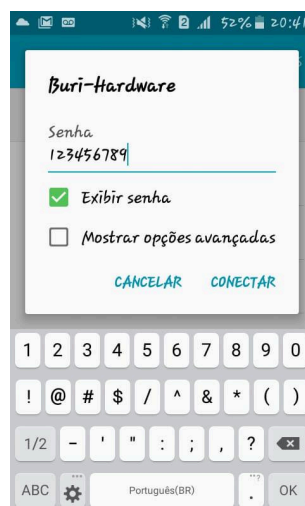 52% 20:41
Buri-Hardware
Senha
123456789
Exibir senha
Mostrar opções avançadas
CANCELAR CONECTAR
1 2 3 4 5 6 7 8 9 0
! @ # $ / ^ & * ( )
1/2 - ' " : ; , ? 
ABC Português(BR) . OK